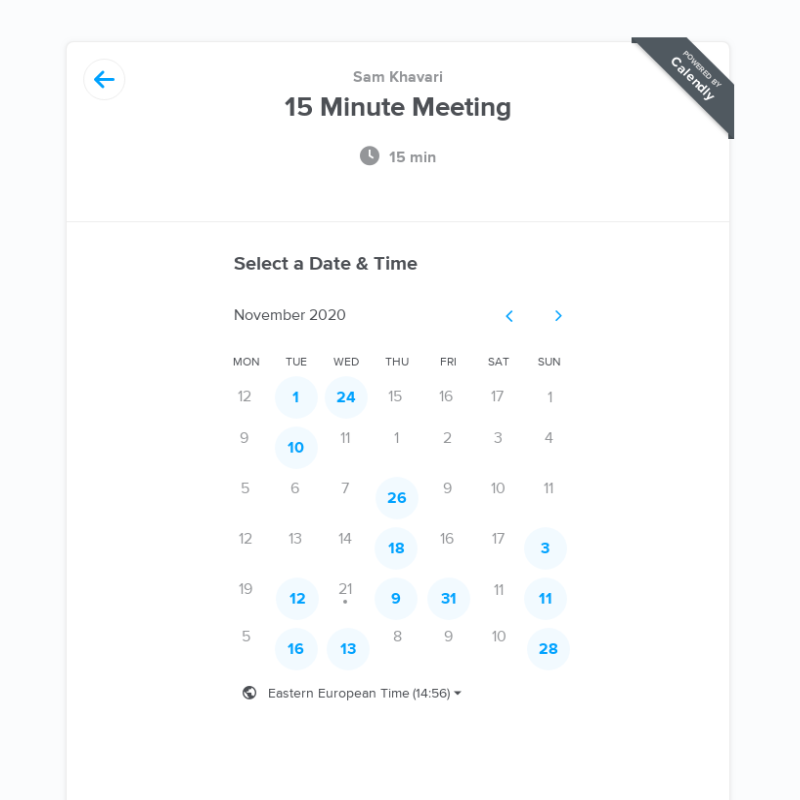 POWERED BY
Calendly
Sam Khavari
15 Minute Meeting
15 min
Select a Date & Time
November 2020
MON TUE WED THU FRI SAT SUN
12 1 24 15 16 17 1
9 10 11 1 2 3 4
5 6 7 26 9 10 11
12 13 14 18 16 17 3
19 12 21 9 31 11 11
5 16 13 8 9 10 28
Eastern European Time (14:56)